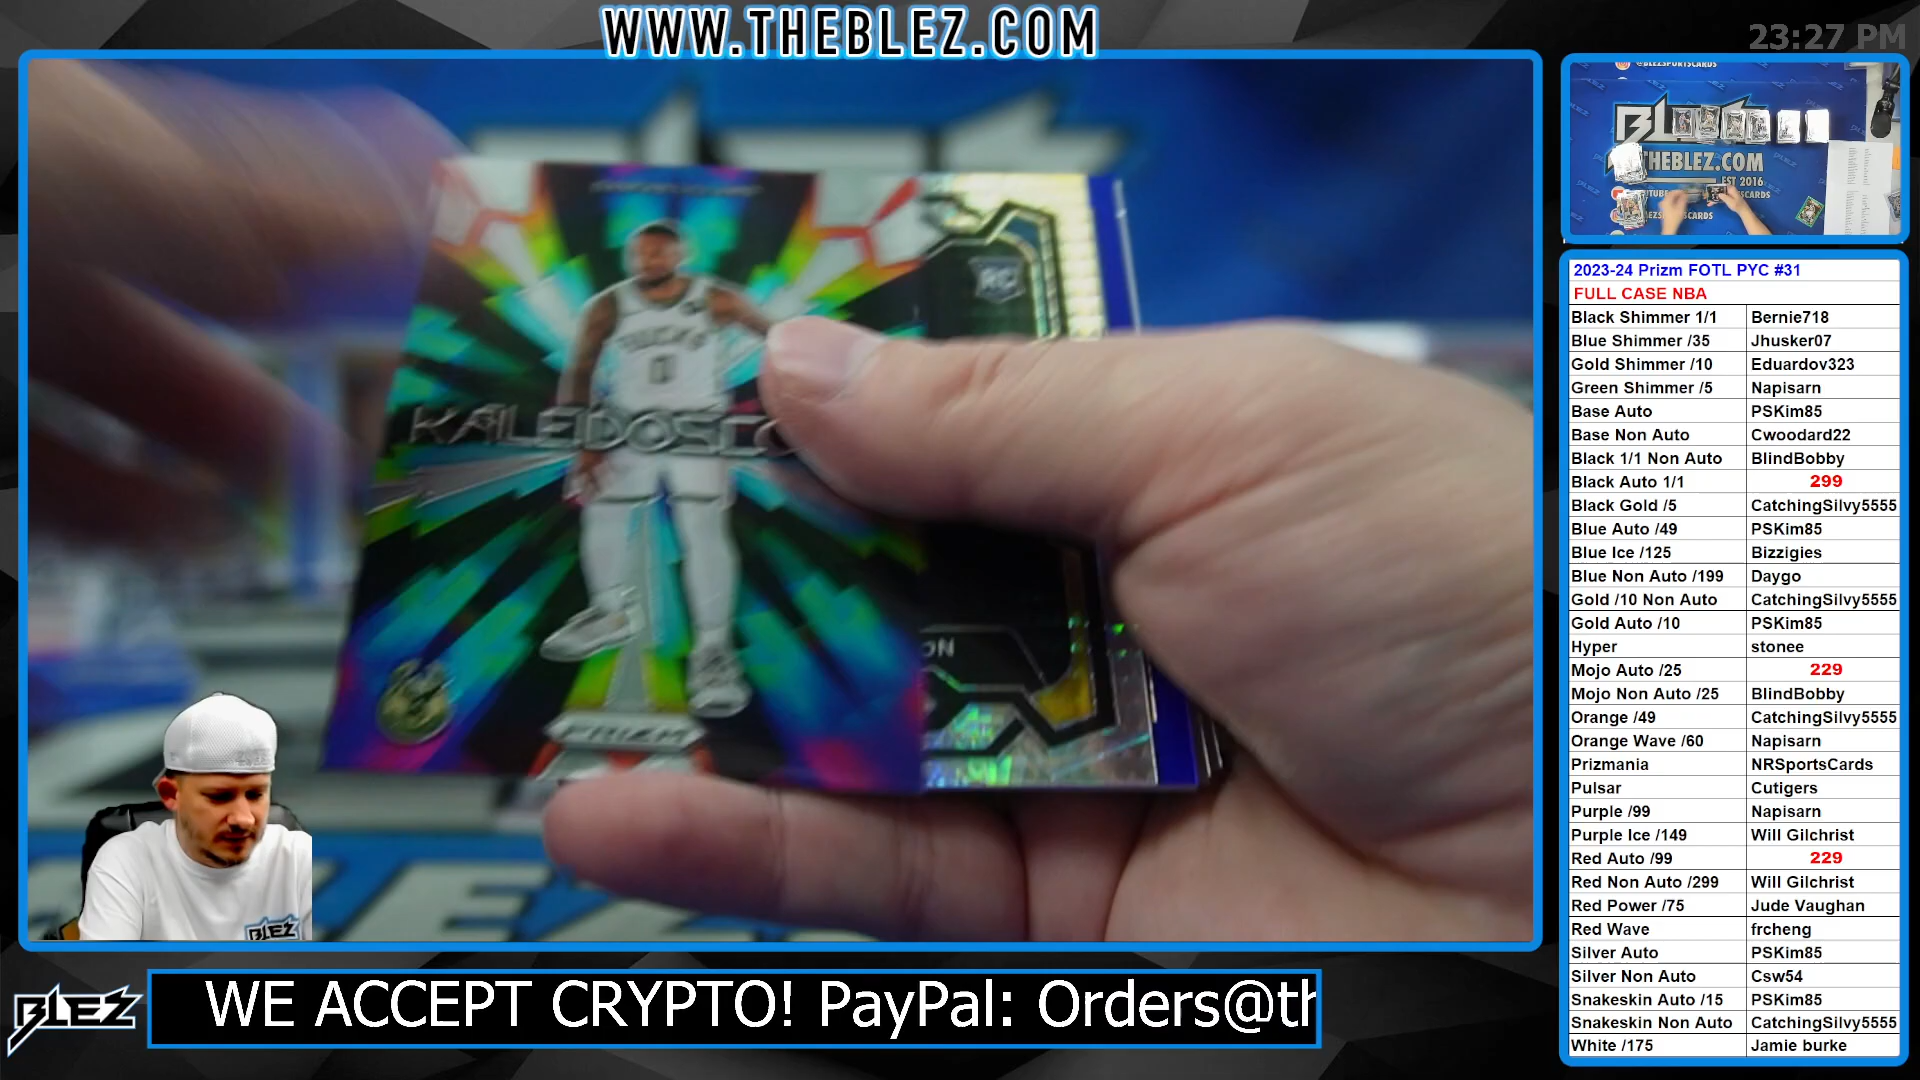 WWW.THEBLEZ.COM
23:27 PM
@BLEZSPORTSCARDS
THEBLEZ.COM
EST 2016
RC
BUCKS
0
KALEIDOSCO
ON
PRIZM
BLEZ
BLEZ
WE ACCEPT CRYPTO! PayPal: Orders@th
2023-24 Prizm FOTL PYC #31
FULL CASE NBA
Black Shimmer 1/1 Bernie718
Blue Shimmer /35 Jhusker07
Gold Shimmer /10 Eduardov323
Green Shimmer /5 Napisarn
Base Auto PSKim85
Base Non Auto Cwoodard22
Black 1/1 Non Auto BlindBobby
Black Auto 1/1 299
Black Gold /5 CatchingSilvy5555
Blue Auto /49 PSKim85
Blue Ice /125 Bizzigies
Blue Non Auto /199 Daygo
Gold /10 Non Auto CatchingSilvy5555
Gold Auto /10 PSKim85
Hyper stonee
Mojo Auto /25 229
Mojo Non Auto /25 BlindBobby
Orange /49 CatchingSilvy5555
Orange Wave /60 Napisarn
Prizmania NRSportsCards
Pulsar Cutigers
Purple /99 Napisarn
Purple Ice /149 Will Gilchrist
Red Auto /99 229
Red Non Auto /299 Will Gilchrist
Red Power /75 Jude Vaughan
Red Wave frcheng
Silver Auto PSKim85
Silver Non Auto Csw54
Snakeskin Auto /15 PSKim85
Snakeskin Non Auto CatchingSilvy5555
White /175 Jamie burke